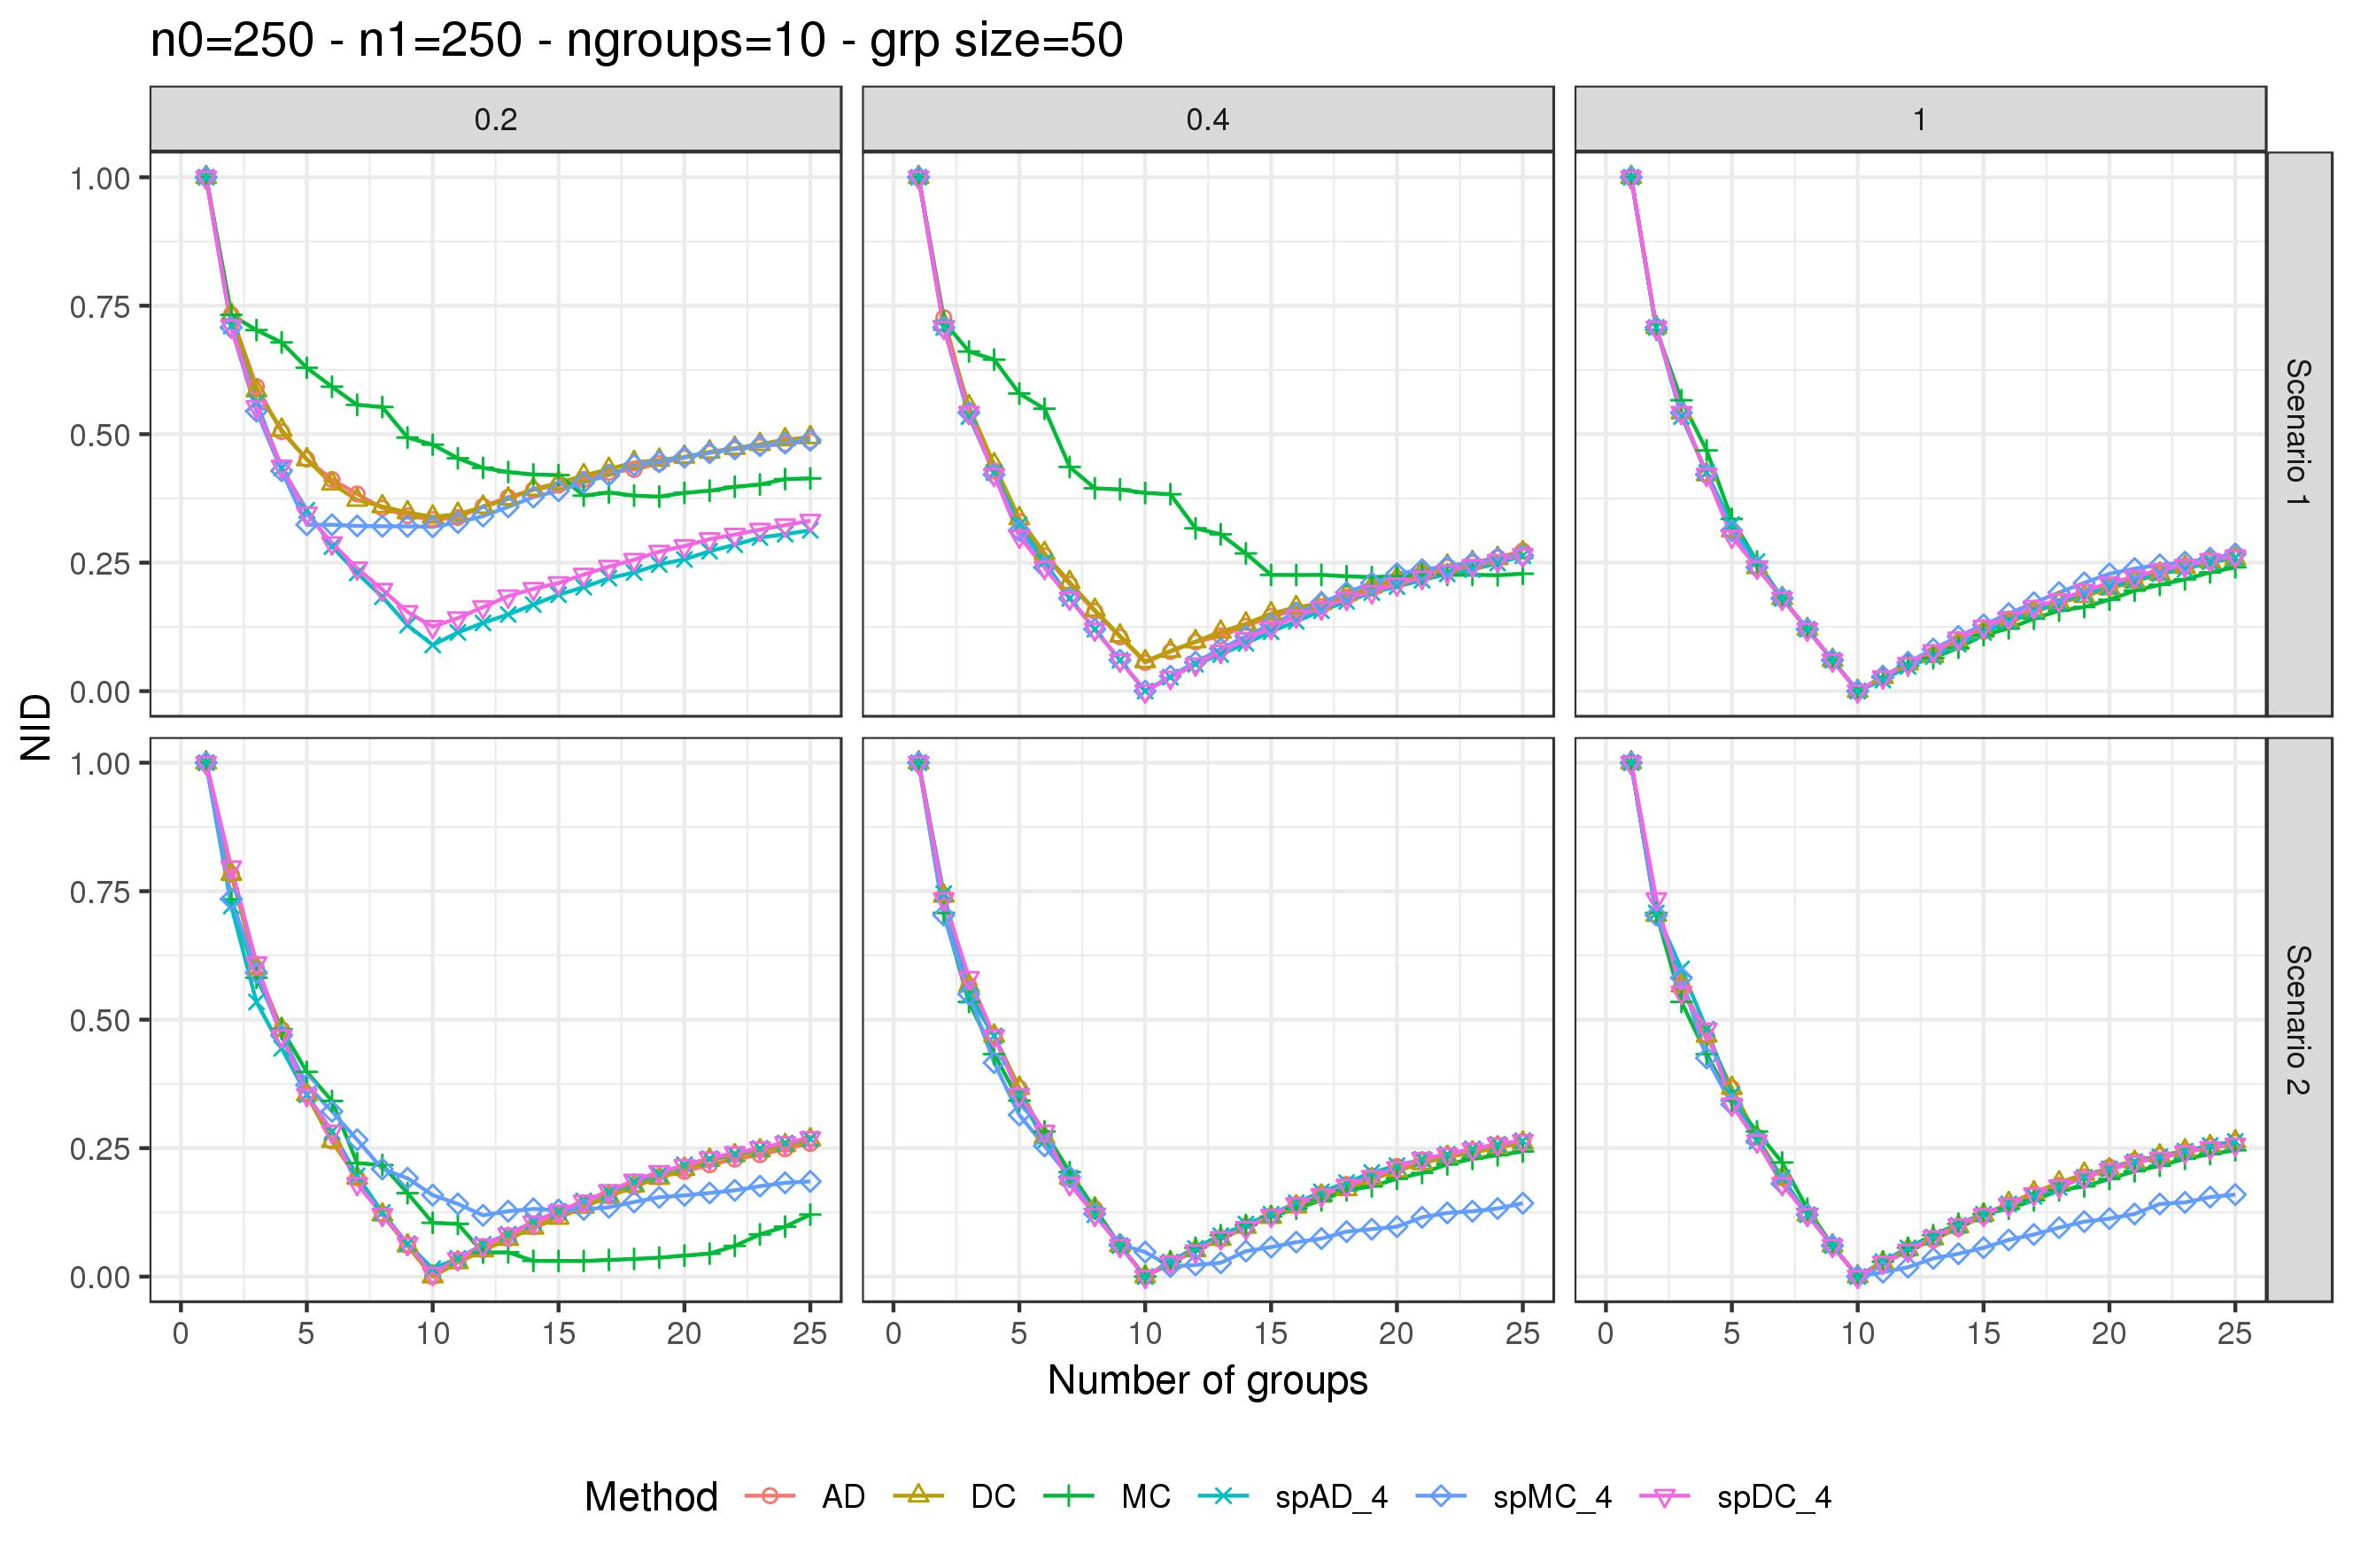 n0=250 - n1=250 - ngroups=10 - grp size=50
0.2 0.4 1
1.00
0.75
0.50
0.25
0.00
Scenario 1
NID
1.00
0.75
0.50
0.25
0.00
Scenario 2
0 5 10 15 20 25 0 5 10 15 20 25 0 5 10 15 20 25
Number of groups
Method AD DC MC spAD_4 spMC_4 spDC_4